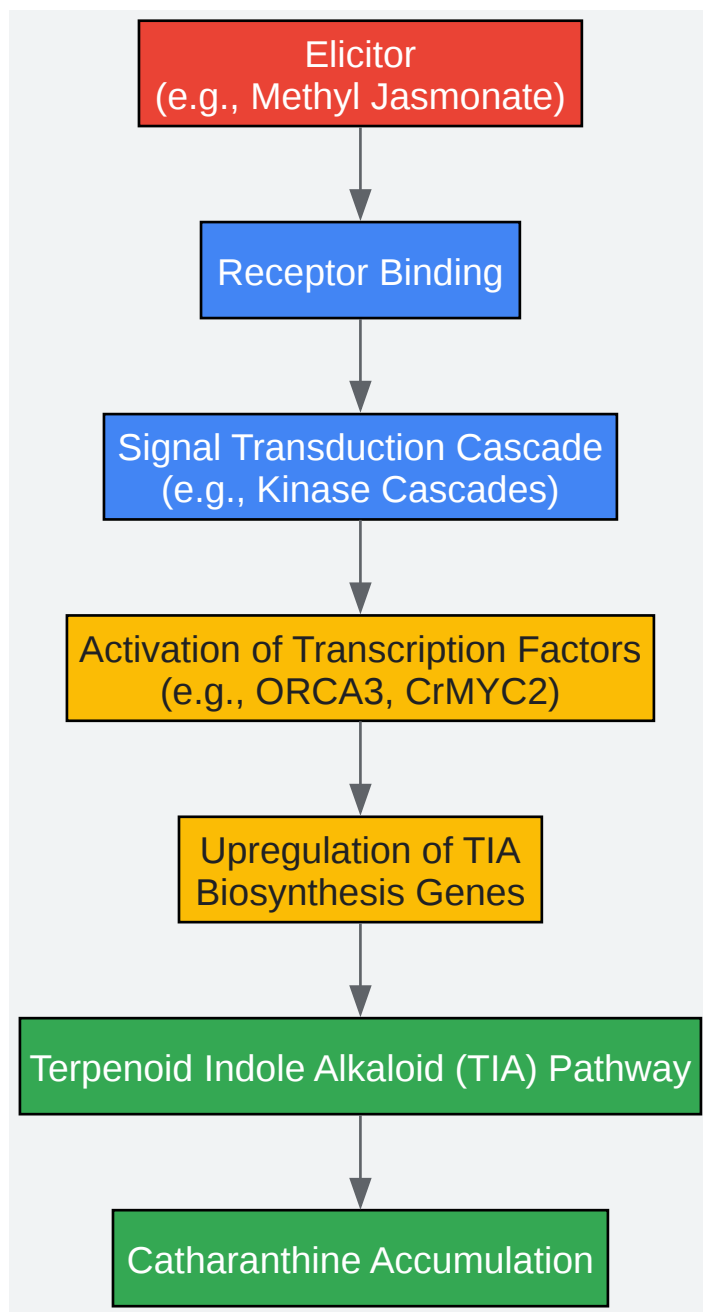 Elicitor
(e.g., Methyl Jasmonate)
Receptor Binding
Signal Transduction Cascade
(e.g., Kinase Cascades)
Activation of Transcription Factors
(e.g., ORCA3, CrMYC2)
Upregulation of TIA
Biosynthesis Genes
Terpenoid Indole Alkaloid (TIA) Pathway
Catharanthine Accumulation